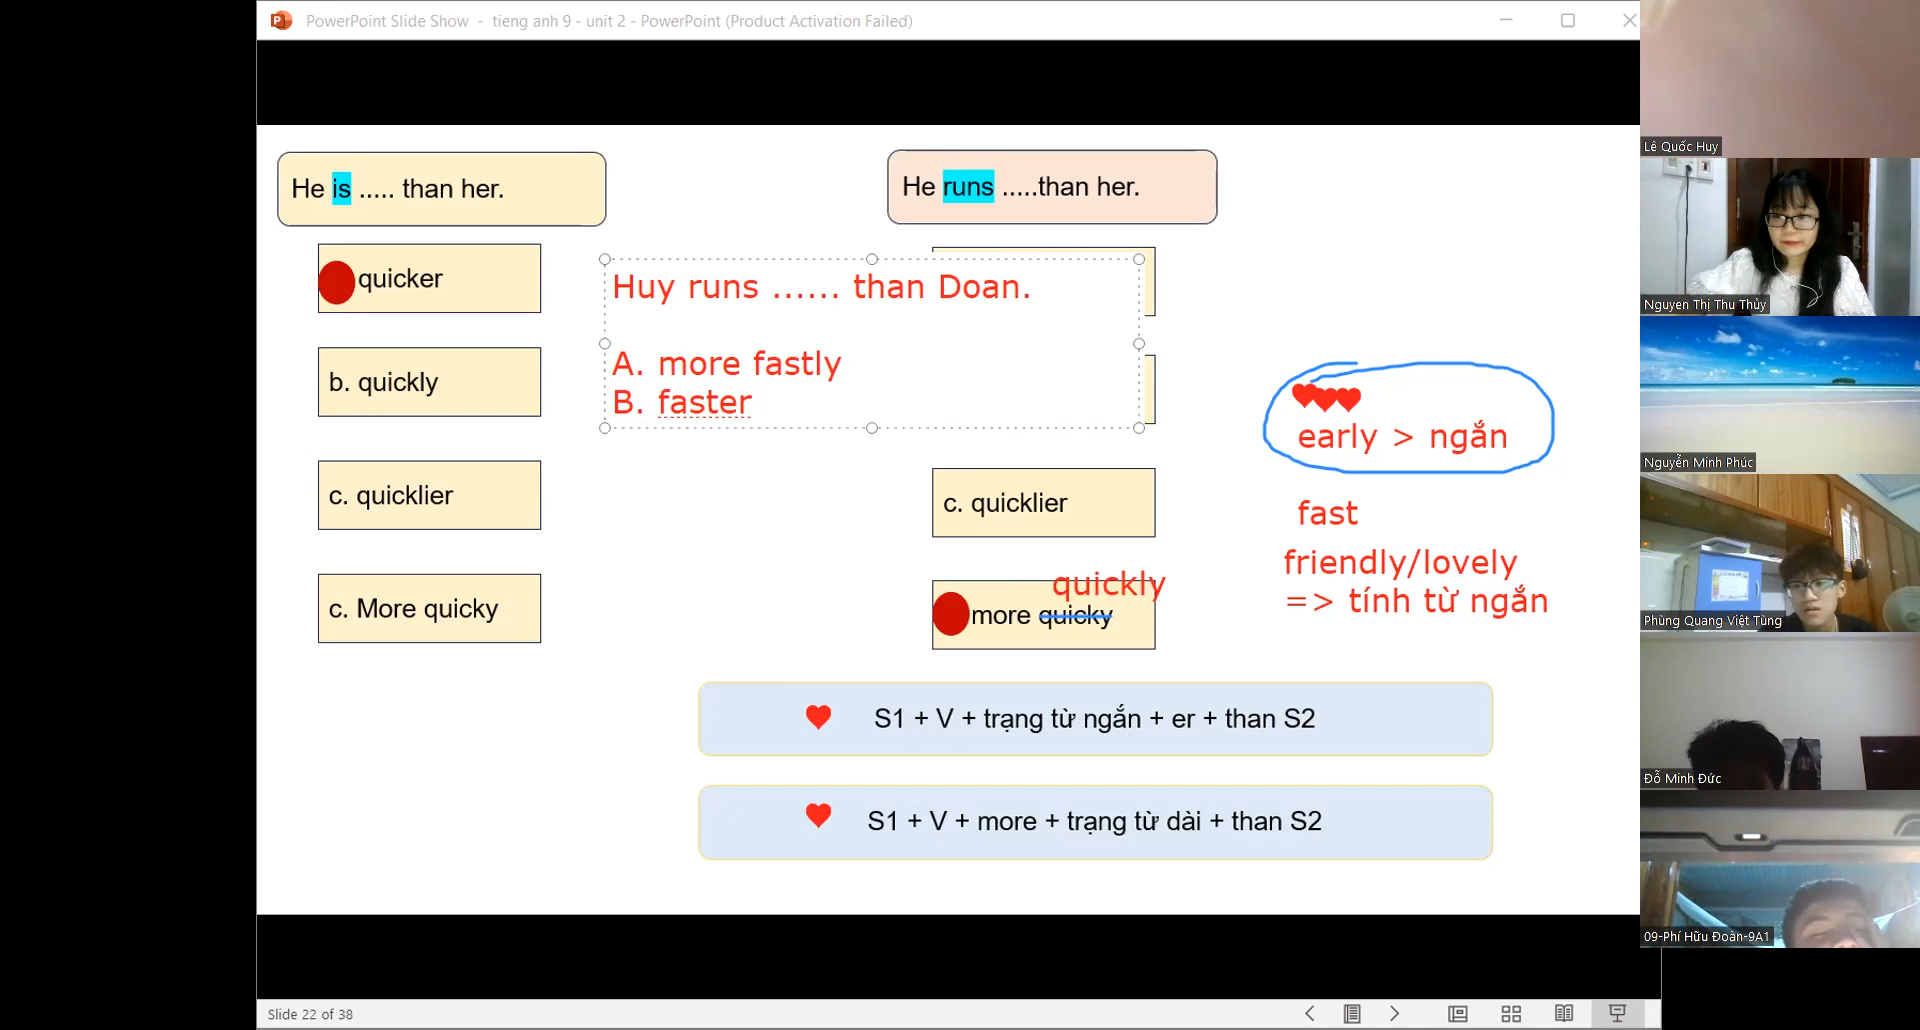 PowerPoint Slide Show - tieng anh 9 - unit 2 - PowerPoint (Product Activation Failed)
He is ..... than her.
quicker
b. quickly
c. quicklier
c. More quicky
He runs .....than her.
Huy runs ...... than Doan.
A. more fastly
B. faster
c. quicklier
quickly
more quicky
early > ngắn
fast
friendly/lovely
=> tính từ ngắn
S1 + V + trạng từ ngắn + er + than S2
S1 + V + more + trạng từ dài + than S2
Slide 22 of 38
Lê Quốc Huy
Nguyen Thị Thu Thủy
Nguyễn Minh Phúc
Phùng Quang Việt Tùng
Đỗ Minh Đức
09-Phí Hữu Đoàn-9A1